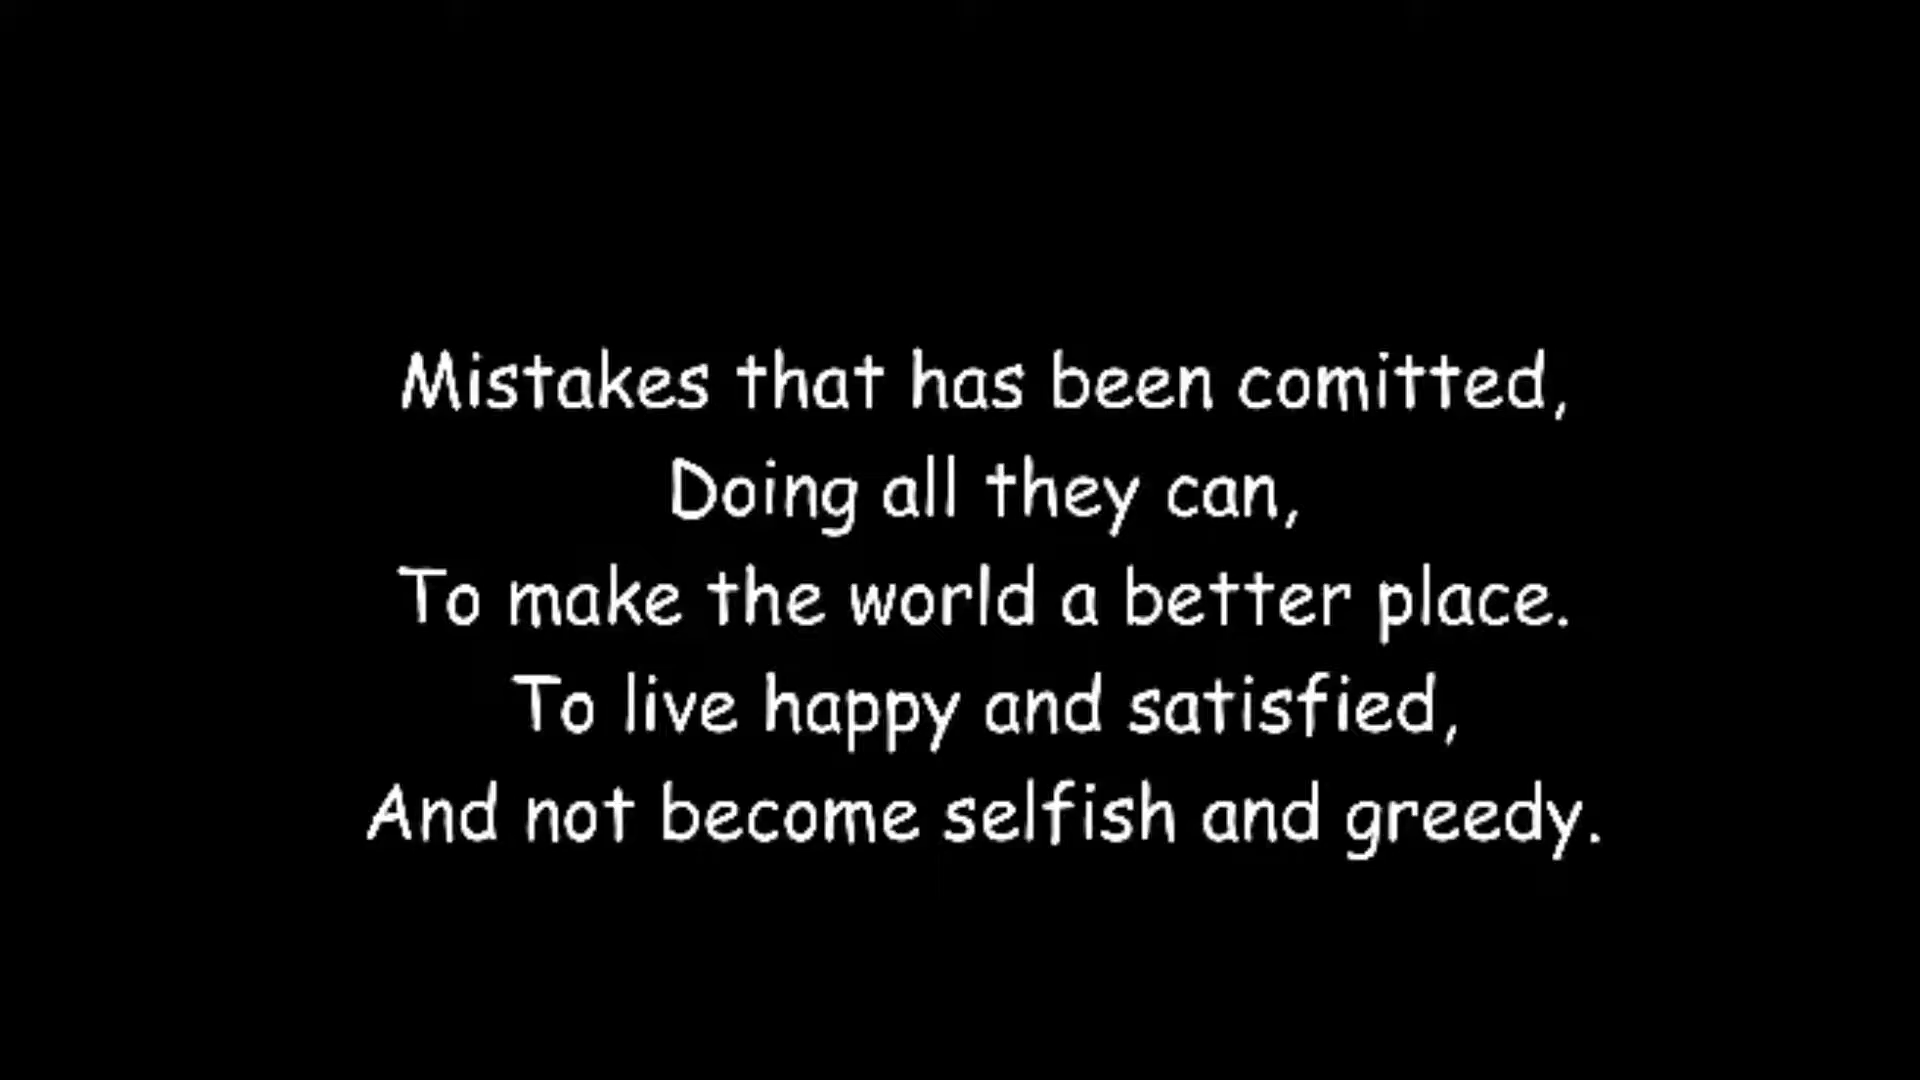 Mistakes that has been comitted,
Doing all they can,
To make the world a better place.
To live happy and satisfied,
And not become selfish and greedy.